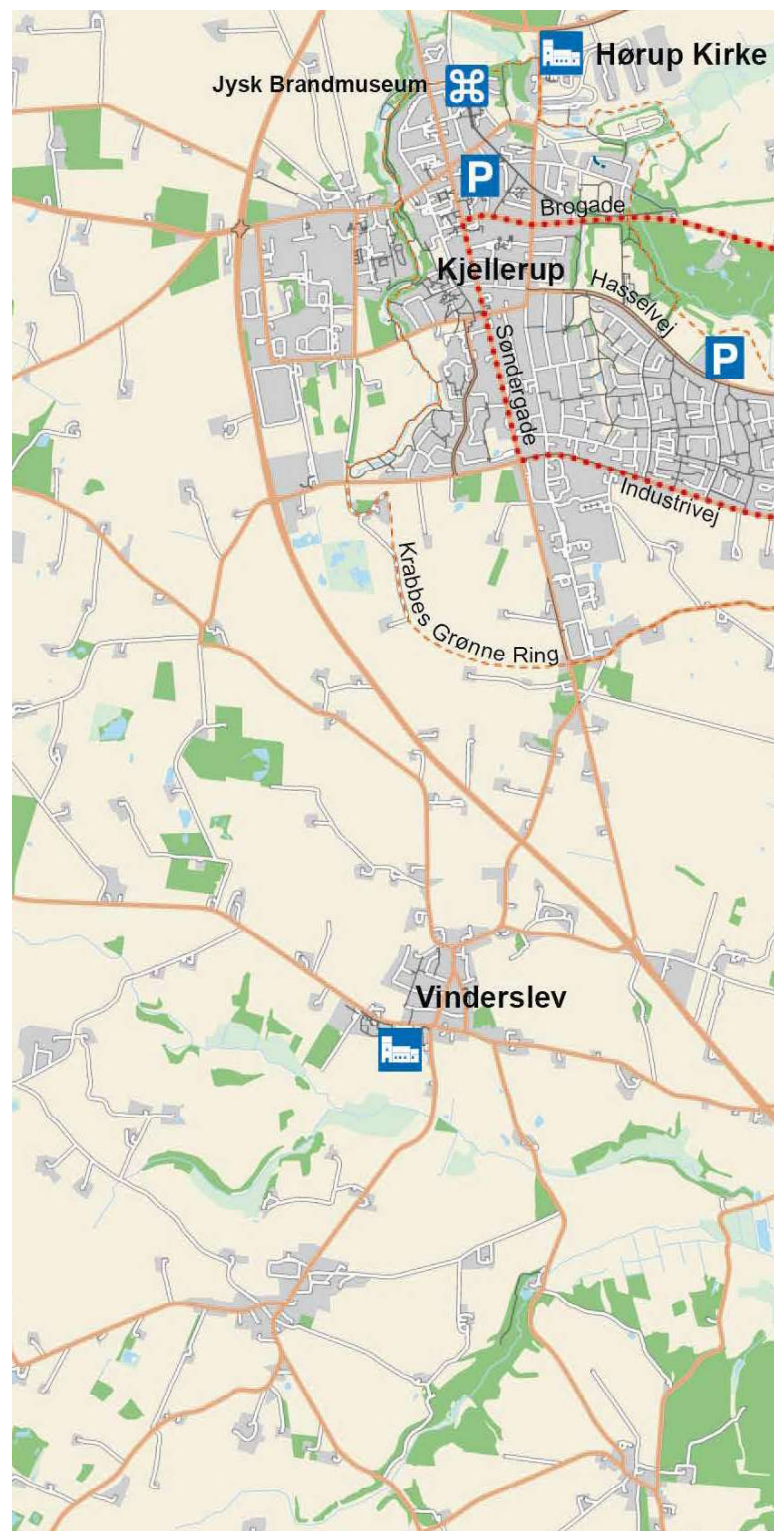 Hørup Kirke
Jysk Brandmuseum
P
Brogade
Kjellerup
Hasselvej
P
Søndergade
Industrivej
Krabbes Grønne Ring
Vinderslev